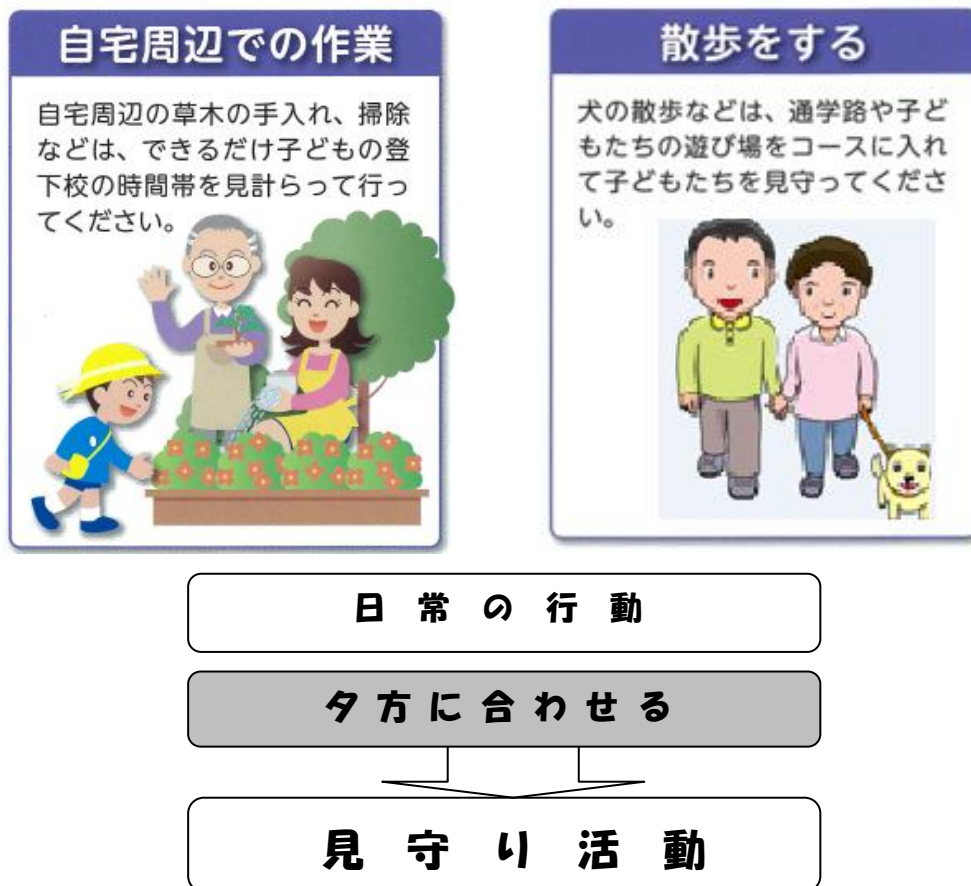 自宅周辺での作業
自宅周辺の草木の手入れ、掃除
などは、できるだけ子どもの登
下校の時間帯を見計らって行っ
てください。
散歩をする
犬の散歩などは、通学路や子ど
もたちの遊び場をコースに入れ
て子どもたちを見守ってくださ
い。
日常の行動
夕方に合わせる
見守り活動